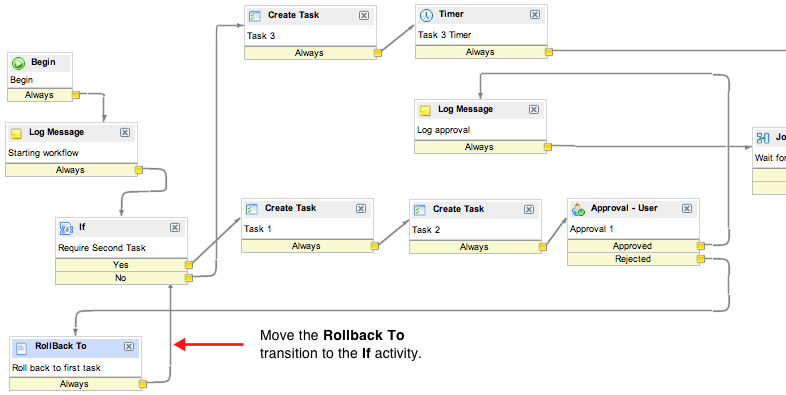 Create Task
Task 3
Always
Timer
Task 3 Timer
Always
Begin
Begin
Always
Log Message
Log approval
Always
Log Message
Starting workflow
Always
Jo
Wait for
If
Require Second Task
Yes
No
Create Task
Task 1
Always
Create Task
Task 2
Always
Approval - User
Approval 1
Approved
Rejected
RollBack To
Roll back to first task
Always
Move the Rollback To
transition to the If activity.